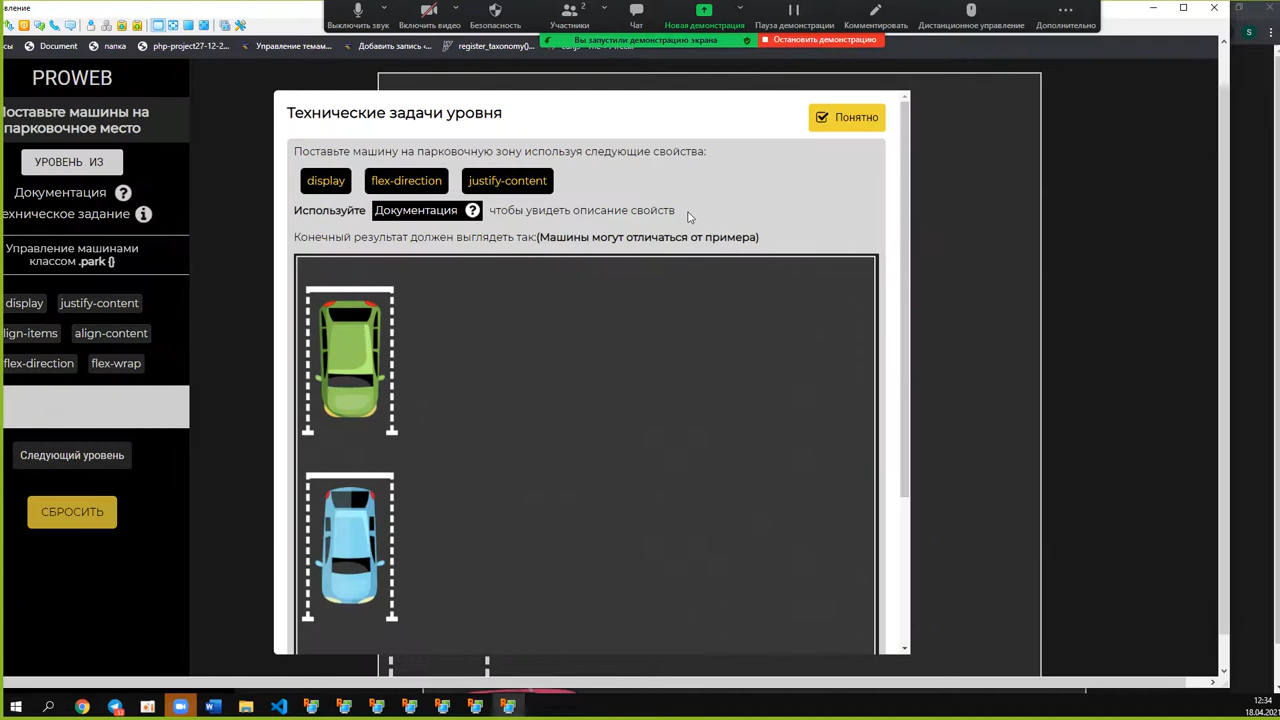 вление
Выключить звук
Включить видео
Безопасность
2
Участники
Чат
Новая демонстрация
Пауза демонстрации
Комментировать
Дистанционное управление
Дополнительно
Вы запустили демонстрацию экрана
Остановить демонстрацию
S
сы
Document
папка
php-project27-12-2...
Управление темам...
Добавить запись ‹...
register_taxonomy()...
PROWEB
Поставьте машины на
парковочное место
УРОВЕНЬ ИЗ
Документация ?
ехническое задание i
Управление машинами
классом .park {}
display
justify-content
lign-items
align-content
flex-direction
flex-wrap
Следующий уровень
СБРОСИТЬ
Технические задачи уровня
Понятно
Поставьте машину на парковочную зону используя следующие свойства:
display
flex-direction
justify-content
Используйте Документация ? чтобы увидеть описание свойств
Конечный результат должен выглядеть так:(Машины могут отличаться от примера)
12:34
18.04.2021